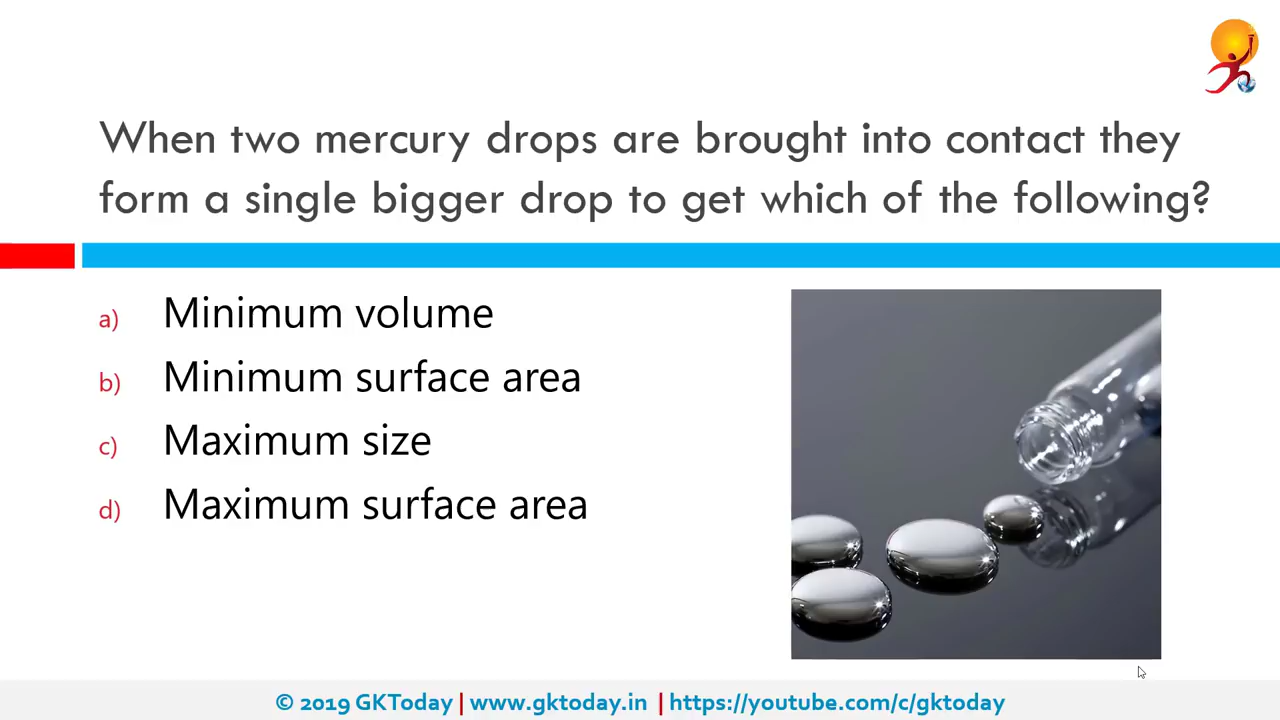 When two mercury drops are brought into contact they
form a single bigger drop to get which of the following?
a) Minimum volume
b) Minimum surface area
c) Maximum size
d) Maximum surface area
© 2019 GKToday | www.gktoday.in | https://youtube.com/c/gktoday